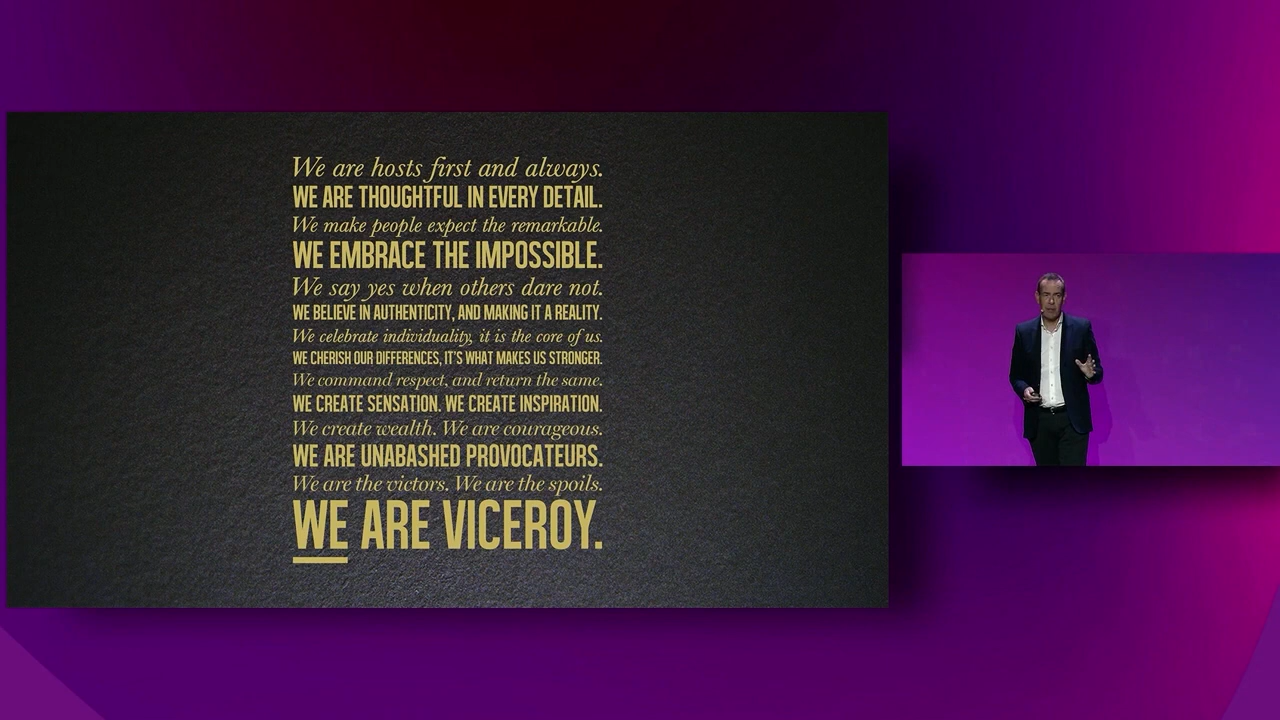 We are hosts first and always.
WE ARE THOUGHTFUL IN EVERY DETAIL.
We make people expect the remarkable.
WE EMBRACE THE IMPOSSIBLE.
We say yes when others dare not.
WE BELIEVE IN AUTHENTICITY, AND MAKING IT A REALITY.
We celebrate individuality, it is the core of us.
WE CHERISH OUR DIFFERENCES, IT'S WHAT MAKES US STRONGER.
We command respect, and return the same.
WE CREATE SENSATION. WE CREATE INSPIRATION.
We create wealth. We are courageous.
WE ARE UNABASHED PROVOCATEURS.
We are the victors. We are the spoils.
WE ARE VICEROY.